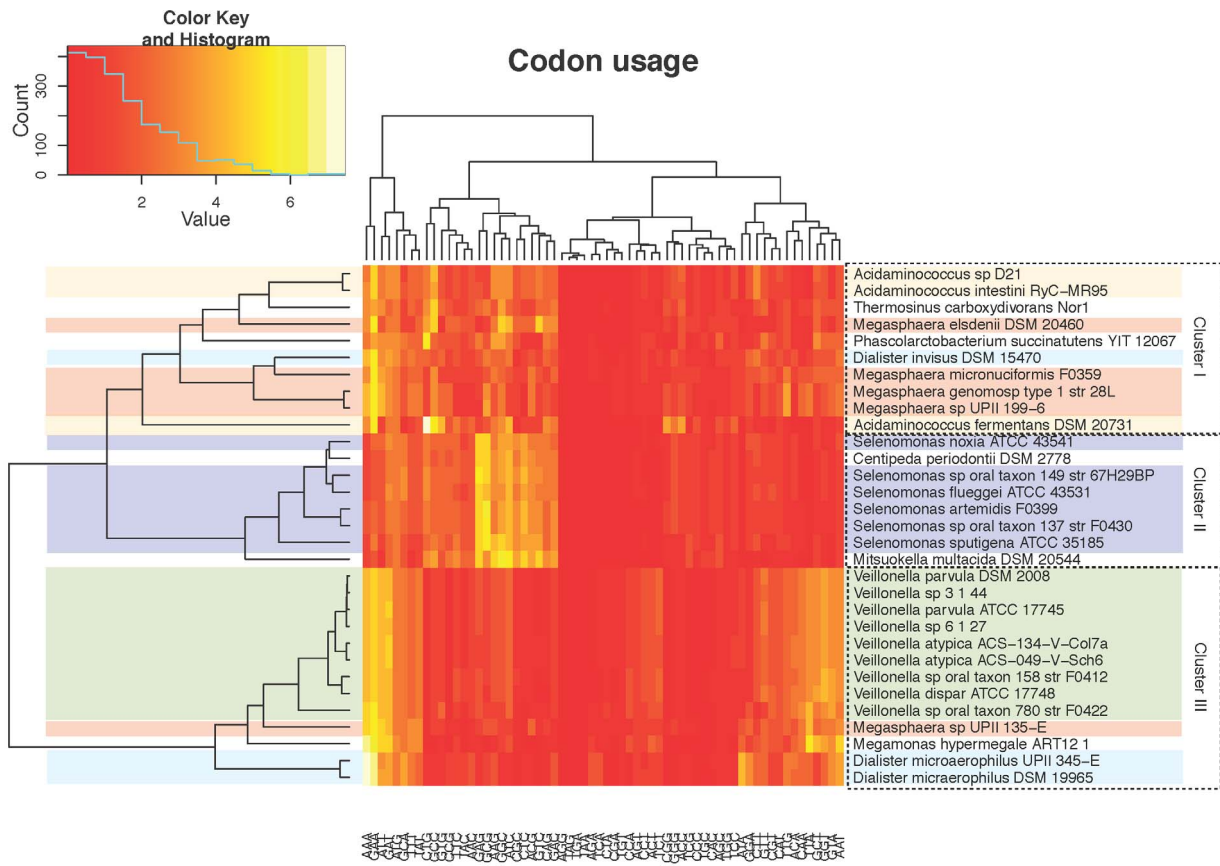 Color Key
and Histogram
Codon usage
Count
0
100
300
2
4
6
Value
Acidaminococcus sp D21
Acidaminococcus intestini RyC−MR95
Thermosinus carboxydivorans Nor1
Megasphaera elsdenii DSM 20460
Phascolarctobacterium succinatutens YIT 12067
Dialister invisus DSM 15470
Megasphaera micronuciformis F0359
Megasphaera genomosp type 1 str 28L
Megasphaera sp UPII 199−6
Acidaminococcus fermentans DSM 20731
Selenomonas noxia ATCC 43541
Centipeda periodontii DSM 2778
Selenomonas sp oral taxon 149 str 67H29BP
Selenomonas flueggei ATCC 43531
Selenomonas artemidis F0399
Selenomonas sp oral taxon 137 str F0430
Selenomonas sputigena ATCC 35185
Mitsuokella multacida DSM 20544
Veillonella parvula DSM 2008
Veillonella sp 3 1 44
Veillonella parvula ATCC 17745
Veillonella sp 6 1 27
Veillonella atypica ACS−134−V−Col7a
Veillonella atypica ACS−049−V−Sch6
Veillonella sp oral taxon 158 str F0412
Veillonella dispar ATCC 17748
Veillonella sp oral taxon 780 str F0422
Megasphaera sp UPII 135−E
Megamonas hypermegale ART12 1
Dialister microaerophilus UPII 345−E
Dialister micraerophilus DSM 19965
Cluster I
Cluster II
Cluster III
AAA
GAA